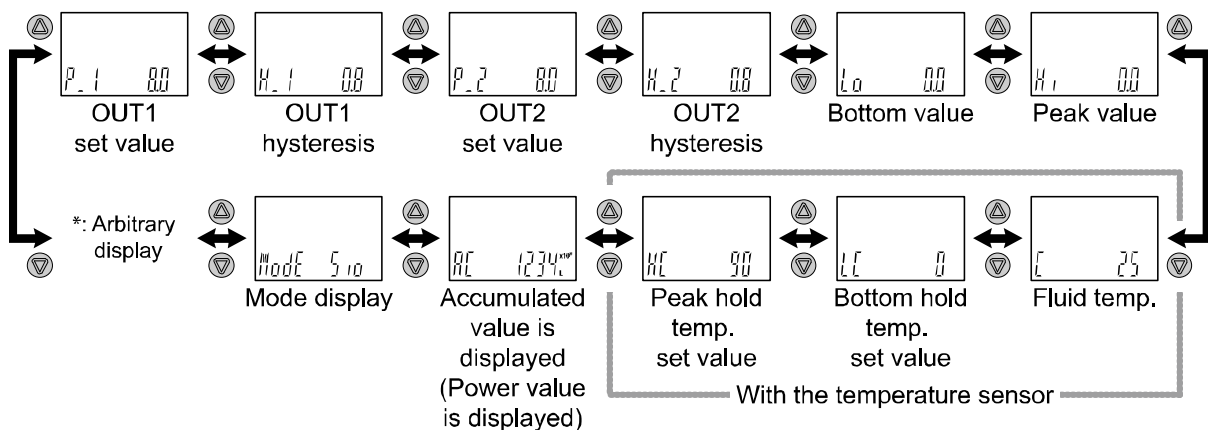 P_1 8.0
H_1 0.8
P_2 8.0
H_2 0.8
Lo 0.0
Hi 0.0
OUT1
set value
OUT1
hysteresis
OUT2
set value
OUT2
hysteresis
Bottom value
Peak value
*: Arbitrary
display
ModE Sio
AC 1234. x10⁶ L
HC 90
LC 0
C 25
Mode display
Accumulated
value is
displayed
(Power value
is displayed)
Peak hold
temp.
set value
Bottom hold
temp.
set value
Fluid temp.
With the temperature sensor